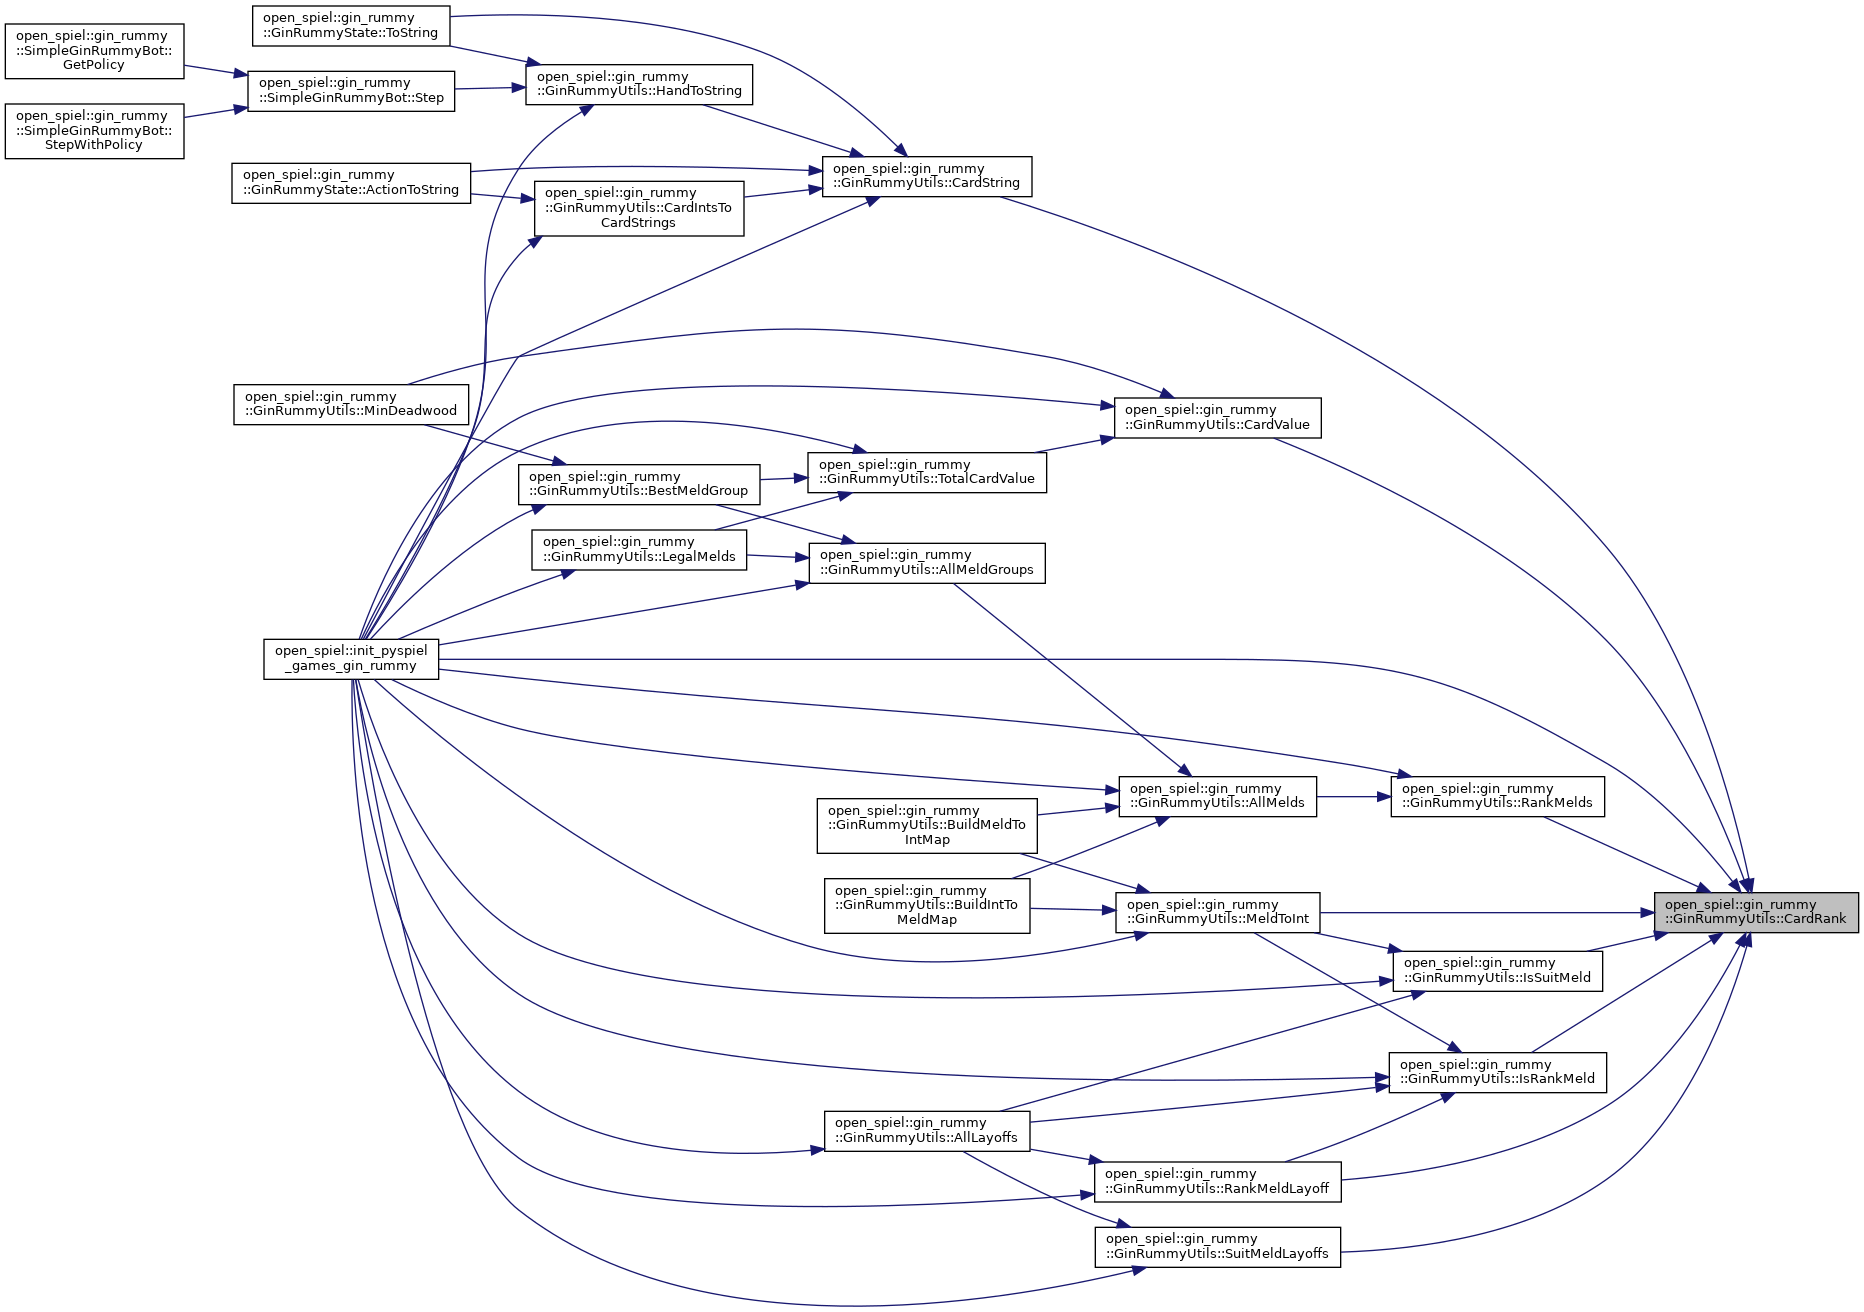 open_spiel::gin_rummy
::SimpleGinRummyBot::
GetPolicy
open_spiel::gin_rummy
::SimpleGinRummyBot::
StepWithPolicy
open_spiel::gin_rummy
::GinRummyState::ToString
open_spiel::gin_rummy
::SimpleGinRummyBot::Step
open_spiel::gin_rummy
::GinRummyState::ActionToString
open_spiel::gin_rummy
::GinRummyUtils::MinDeadwood
open_spiel::init_pyspiel
_games_gin_rummy
open_spiel::gin_rummy
::GinRummyUtils::HandToString
open_spiel::gin_rummy
::GinRummyUtils::CardIntsTo
CardStrings
open_spiel::gin_rummy
::GinRummyUtils::BestMeldGroup
open_spiel::gin_rummy
::GinRummyUtils::LegalMelds
open_spiel::gin_rummy
::GinRummyUtils::CardString
open_spiel::gin_rummy
::GinRummyUtils::TotalCardValue
open_spiel::gin_rummy
::GinRummyUtils::AllMeldGroups
open_spiel::gin_rummy
::GinRummyUtils::BuildMeldTo
IntMap
open_spiel::gin_rummy
::GinRummyUtils::BuildIntTo
MeldMap
open_spiel::gin_rummy
::GinRummyUtils::AllLayoffs
open_spiel::gin_rummy
::GinRummyUtils::CardValue
open_spiel::gin_rummy
::GinRummyUtils::AllMelds
open_spiel::gin_rummy
::GinRummyUtils::MeldToInt
open_spiel::gin_rummy
::GinRummyUtils::RankMeldLayoff
open_spiel::gin_rummy
::GinRummyUtils::SuitMeldLayoffs
open_spiel::gin_rummy
::GinRummyUtils::RankMelds
open_spiel::gin_rummy
::GinRummyUtils::IsSuitMeld
open_spiel::gin_rummy
::GinRummyUtils::IsRankMeld
open_spiel::gin_rummy
::GinRummyUtils::CardRank